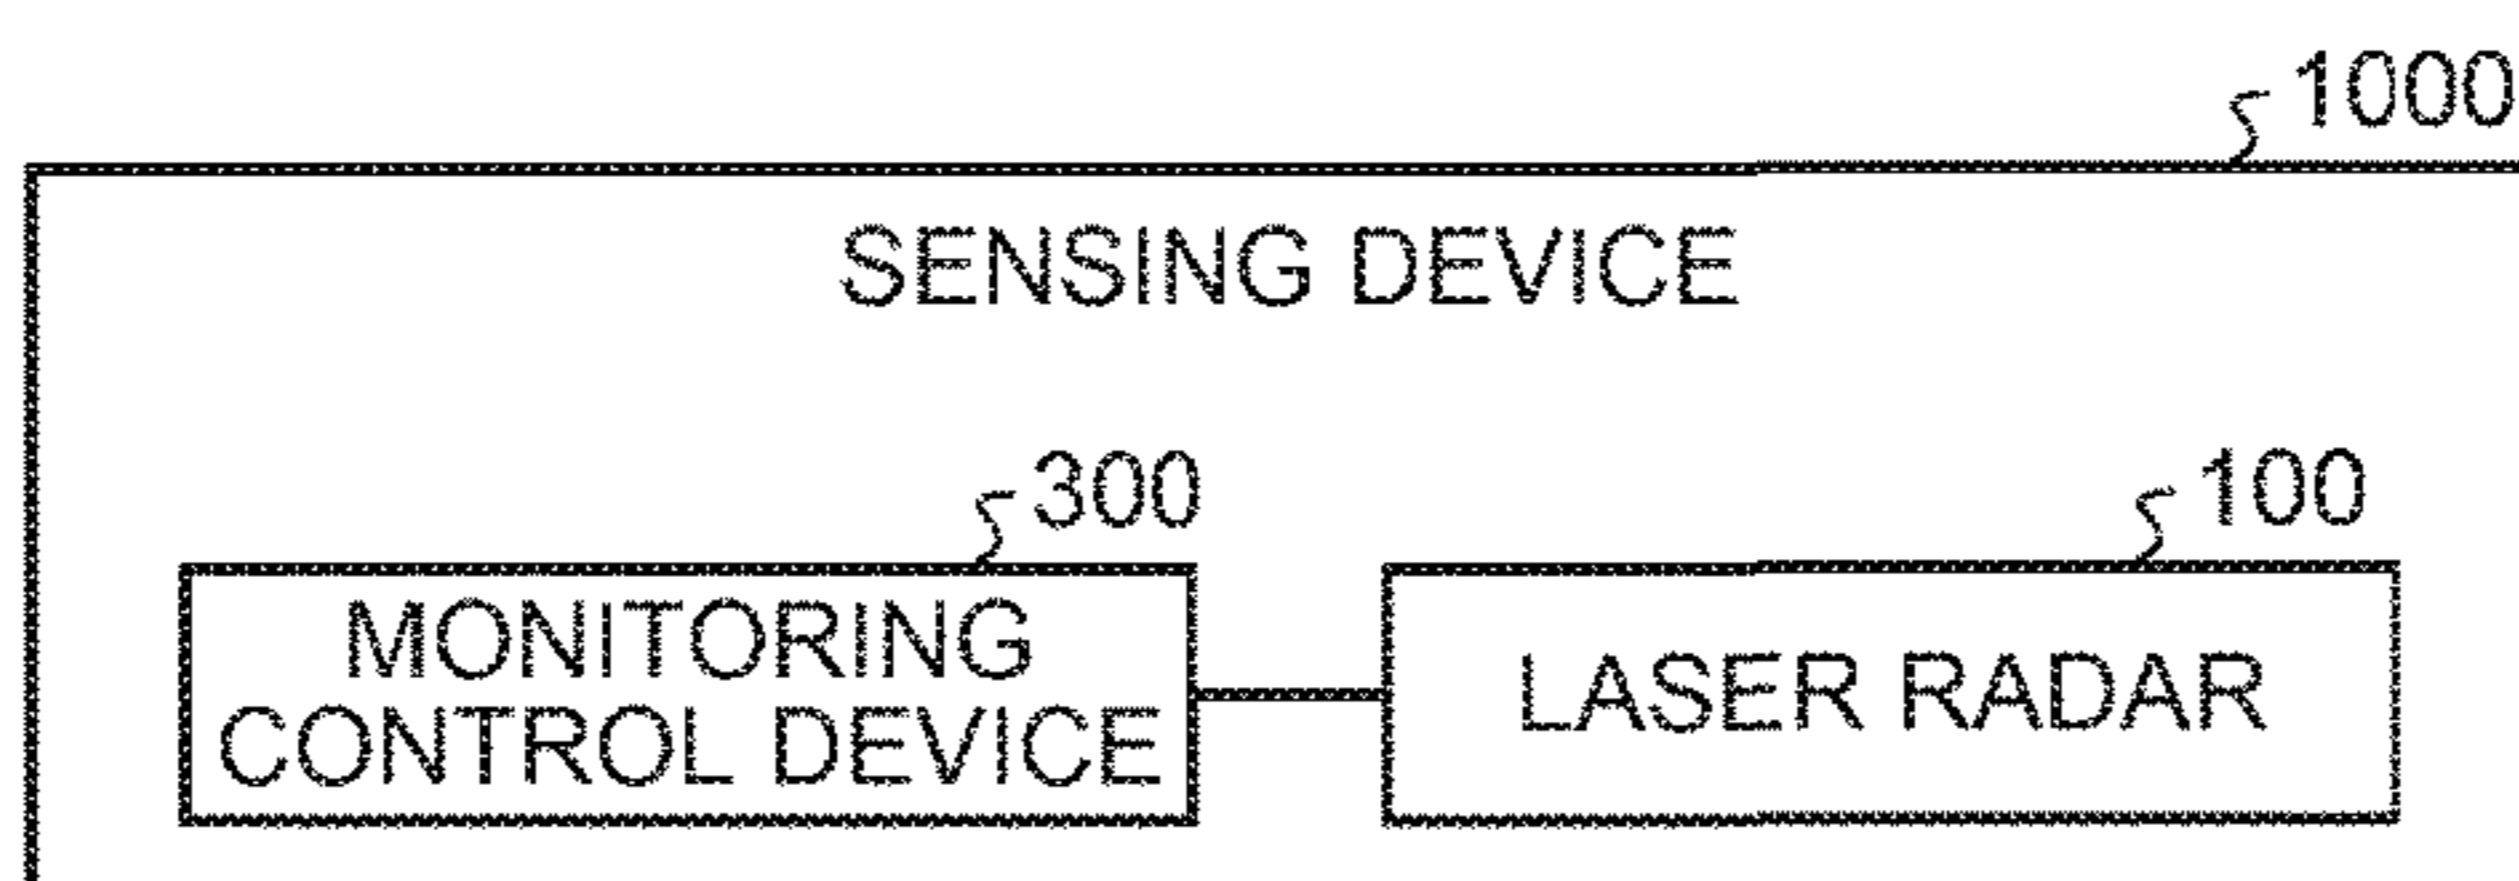 1000
SENSING DEVICE
300
100
MONITORING
CONTROL DEVICE
LASER RADAR